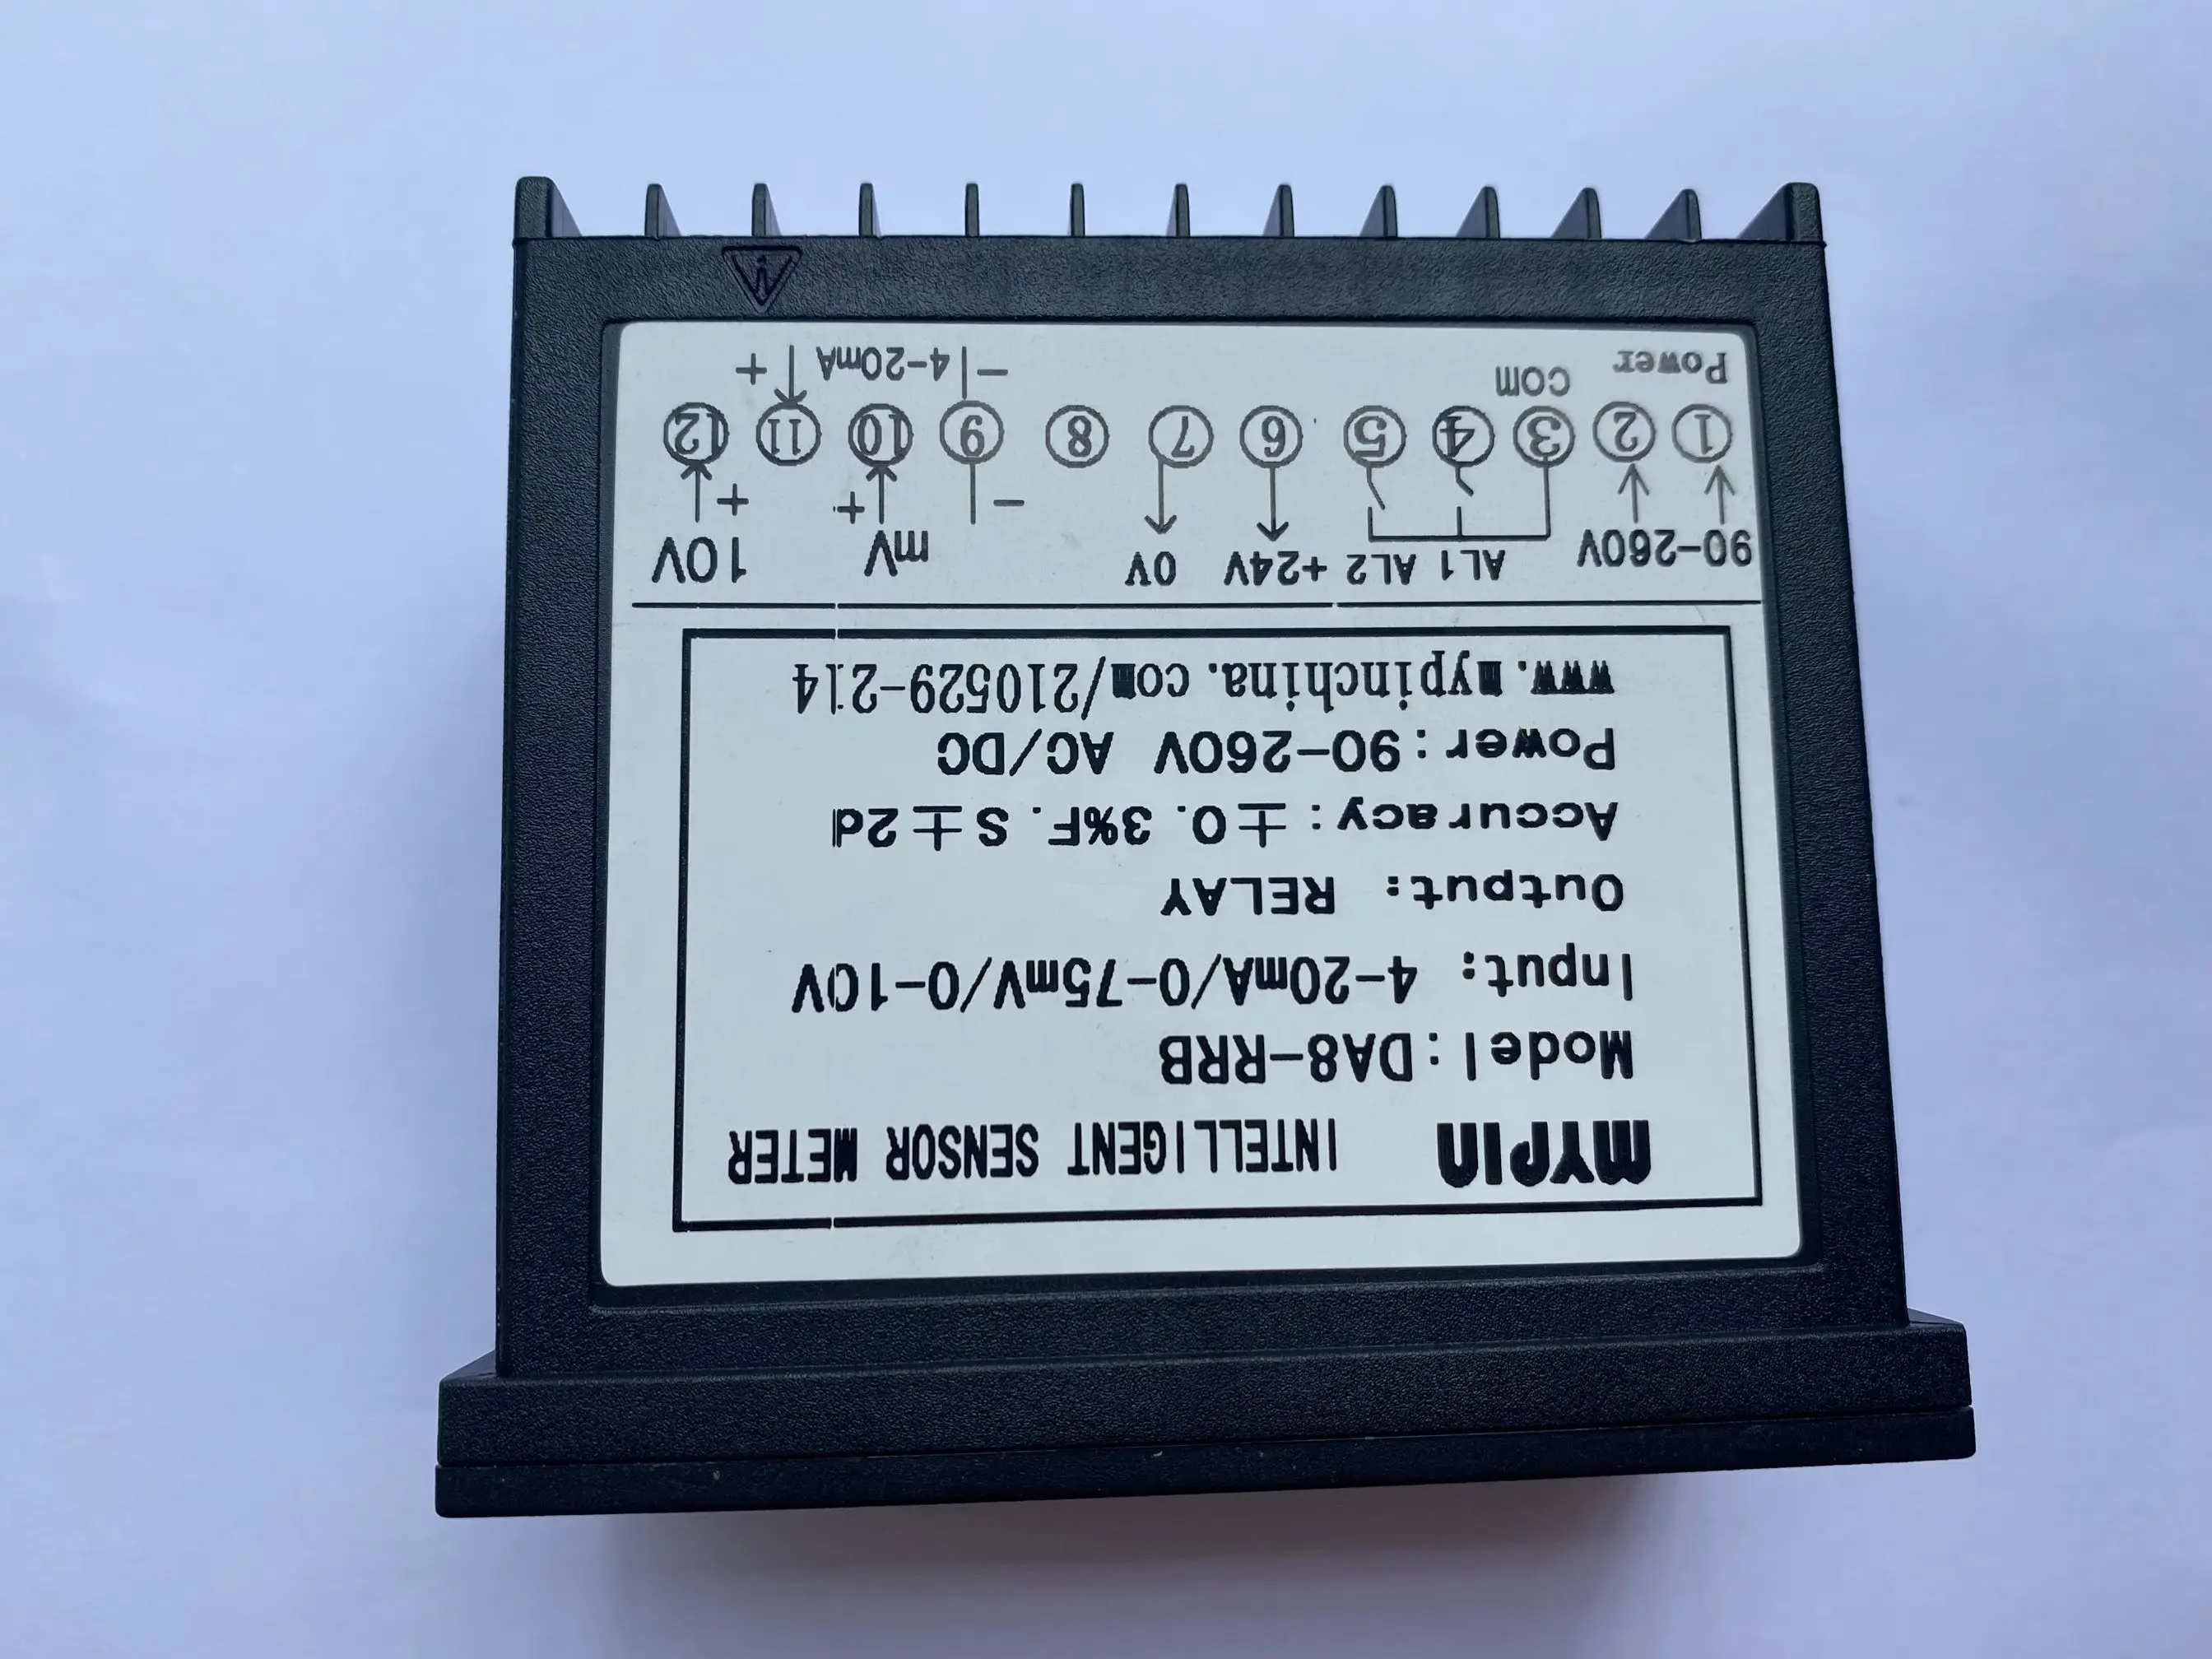 MYPIN INTELLIGENT SENSOR METER
Model:DA8-RRB
Input: 4-20mA/0-75mV/0-10V
Output: RELAY
Accuracy: ±0.3%F.S±2d
Power:90-260V AC/DC
www.mypinchina.com/210529-214
90-260V AL1 AL2 +24V 0V mV 10V
- + +
1 2 3 4 5 6 7 8 9 10 11 12
Power COM - 4-20mA +